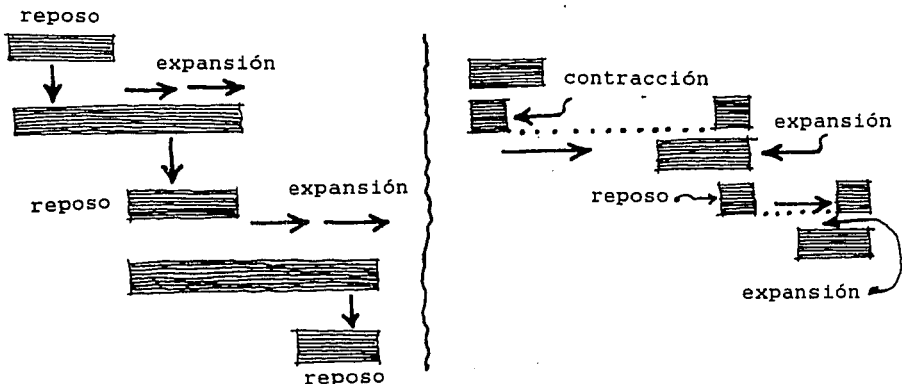 reposo
expansión
reposo
expansión
reposo
contracción
expansión
reposo
expansión